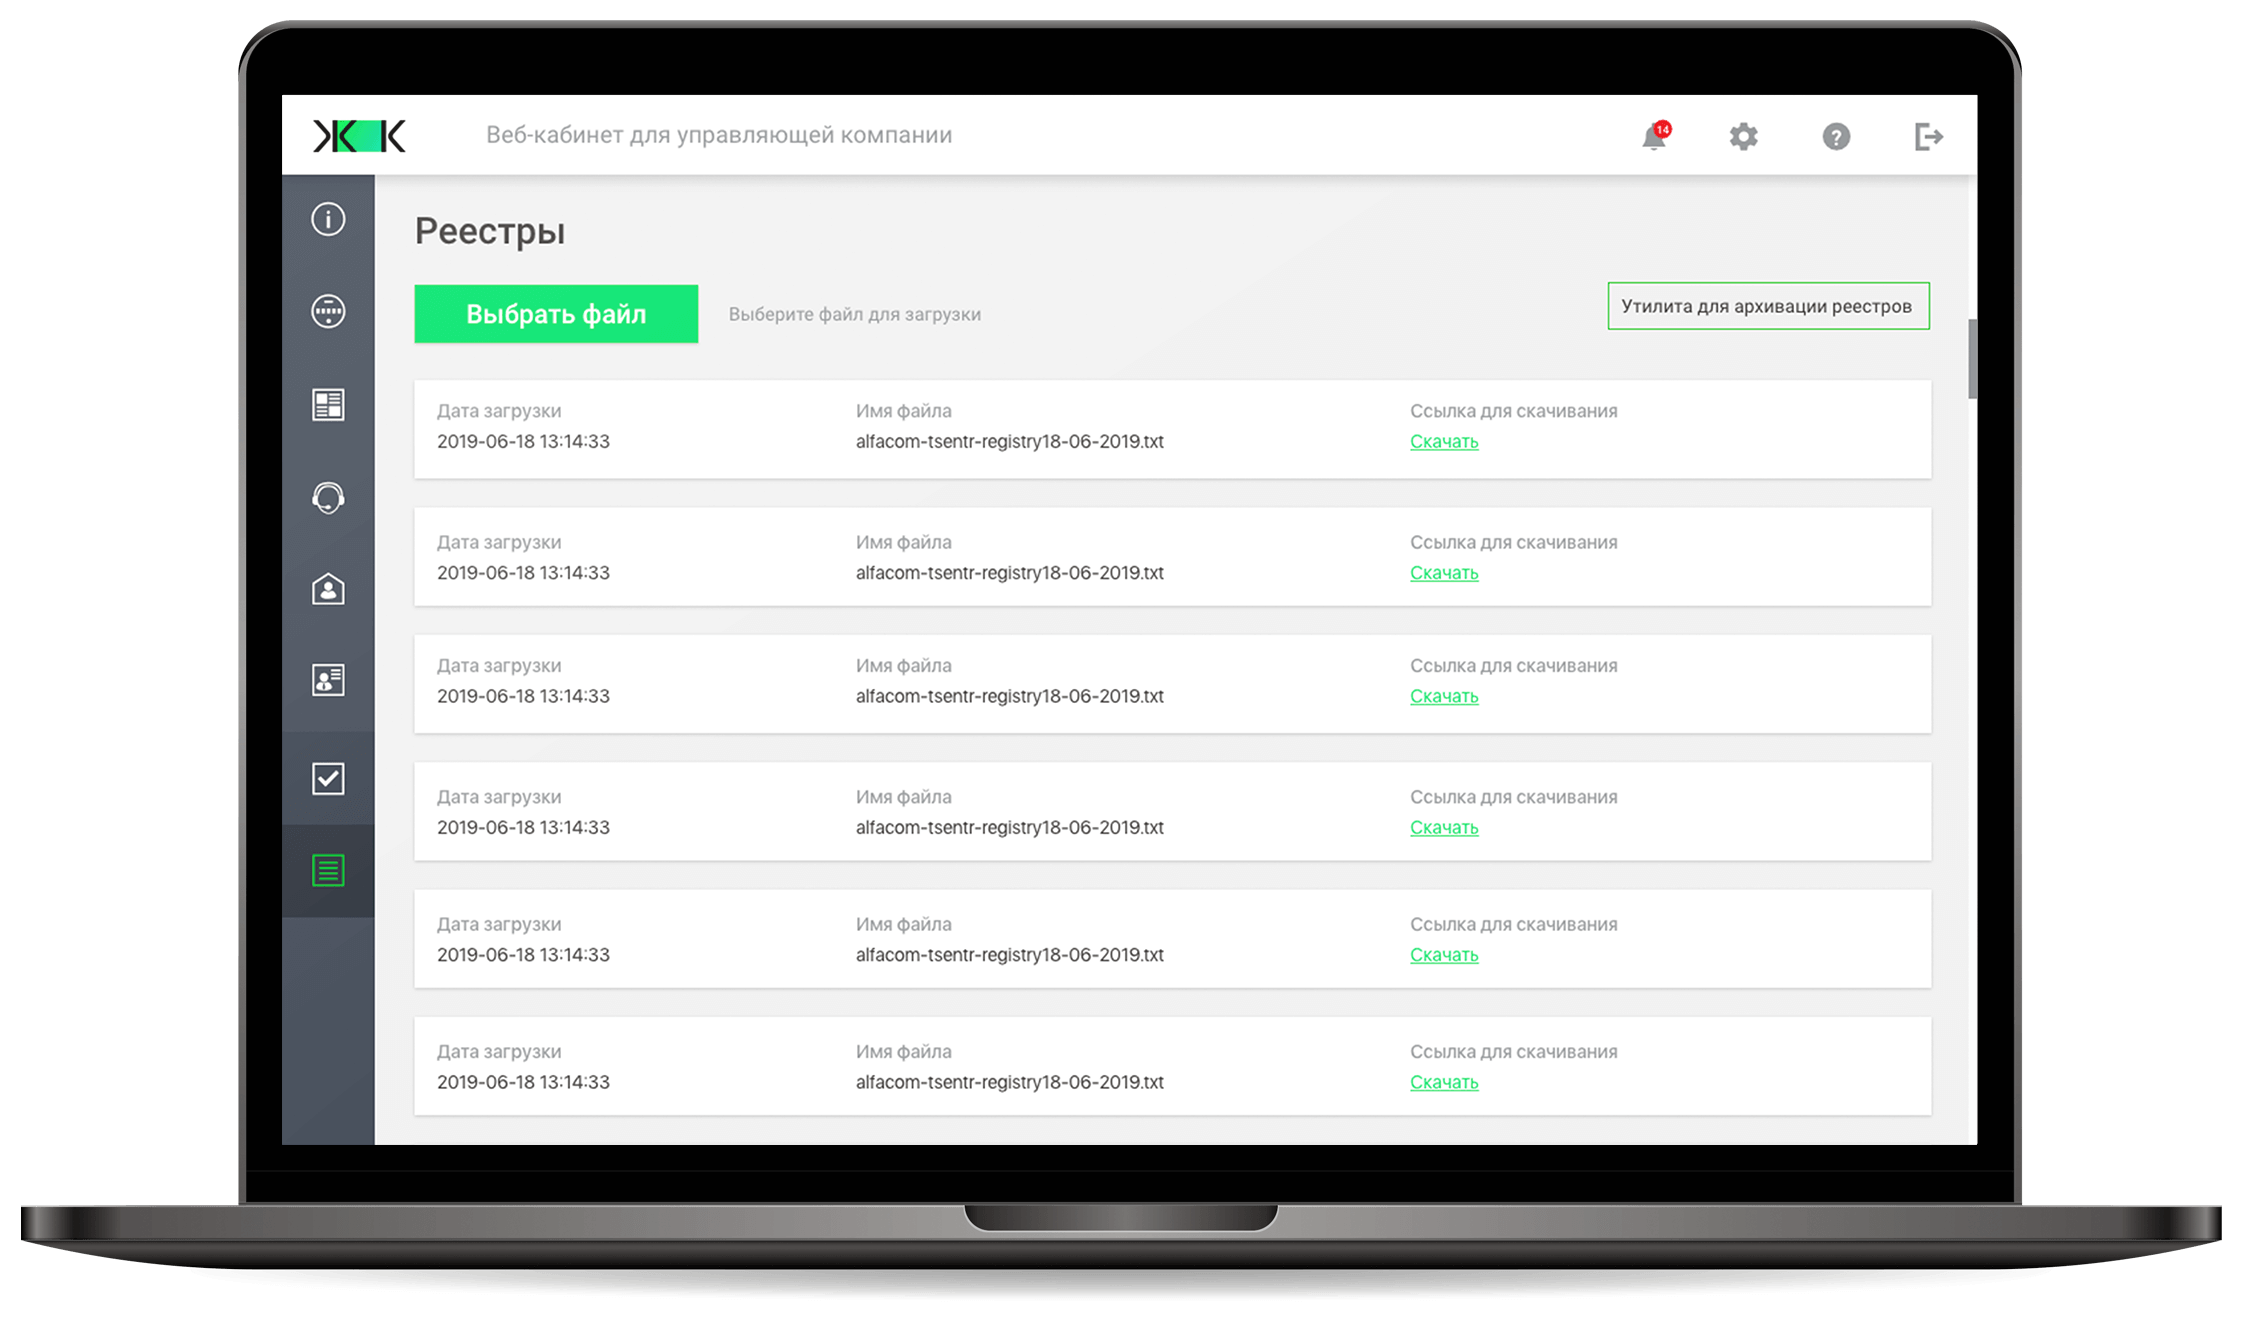 ЖК К
Веб-кабинет для управляющей компании
14
?
Реестры
Выбрать файл
Выберите файл для загрузки
Утилита для архивации реестров
Дата загрузки Имя файла Ссылка для скачивания
2019-06-18 13:14:33 alfacom-tsentr-registry18-06-2019.txt Скачать
Дата загрузки Имя файла Ссылка для скачивания
2019-06-18 13:14:33 alfacom-tsentr-registry18-06-2019.txt Скачать
Дата загрузки Имя файла Ссылка для скачивания
2019-06-18 13:14:33 alfacom-tsentr-registry18-06-2019.txt Скачать
Дата загрузки Имя файла Ссылка для скачивания
2019-06-18 13:14:33 alfacom-tsentr-registry18-06-2019.txt Скачать
Дата загрузки Имя файла Ссылка для скачивания
2019-06-18 13:14:33 alfacom-tsentr-registry18-06-2019.txt Скачать
Дата загрузки Имя файла Ссылка для скачивания
2019-06-18 13:14:33 alfacom-tsentr-registry18-06-2019.txt Скачать